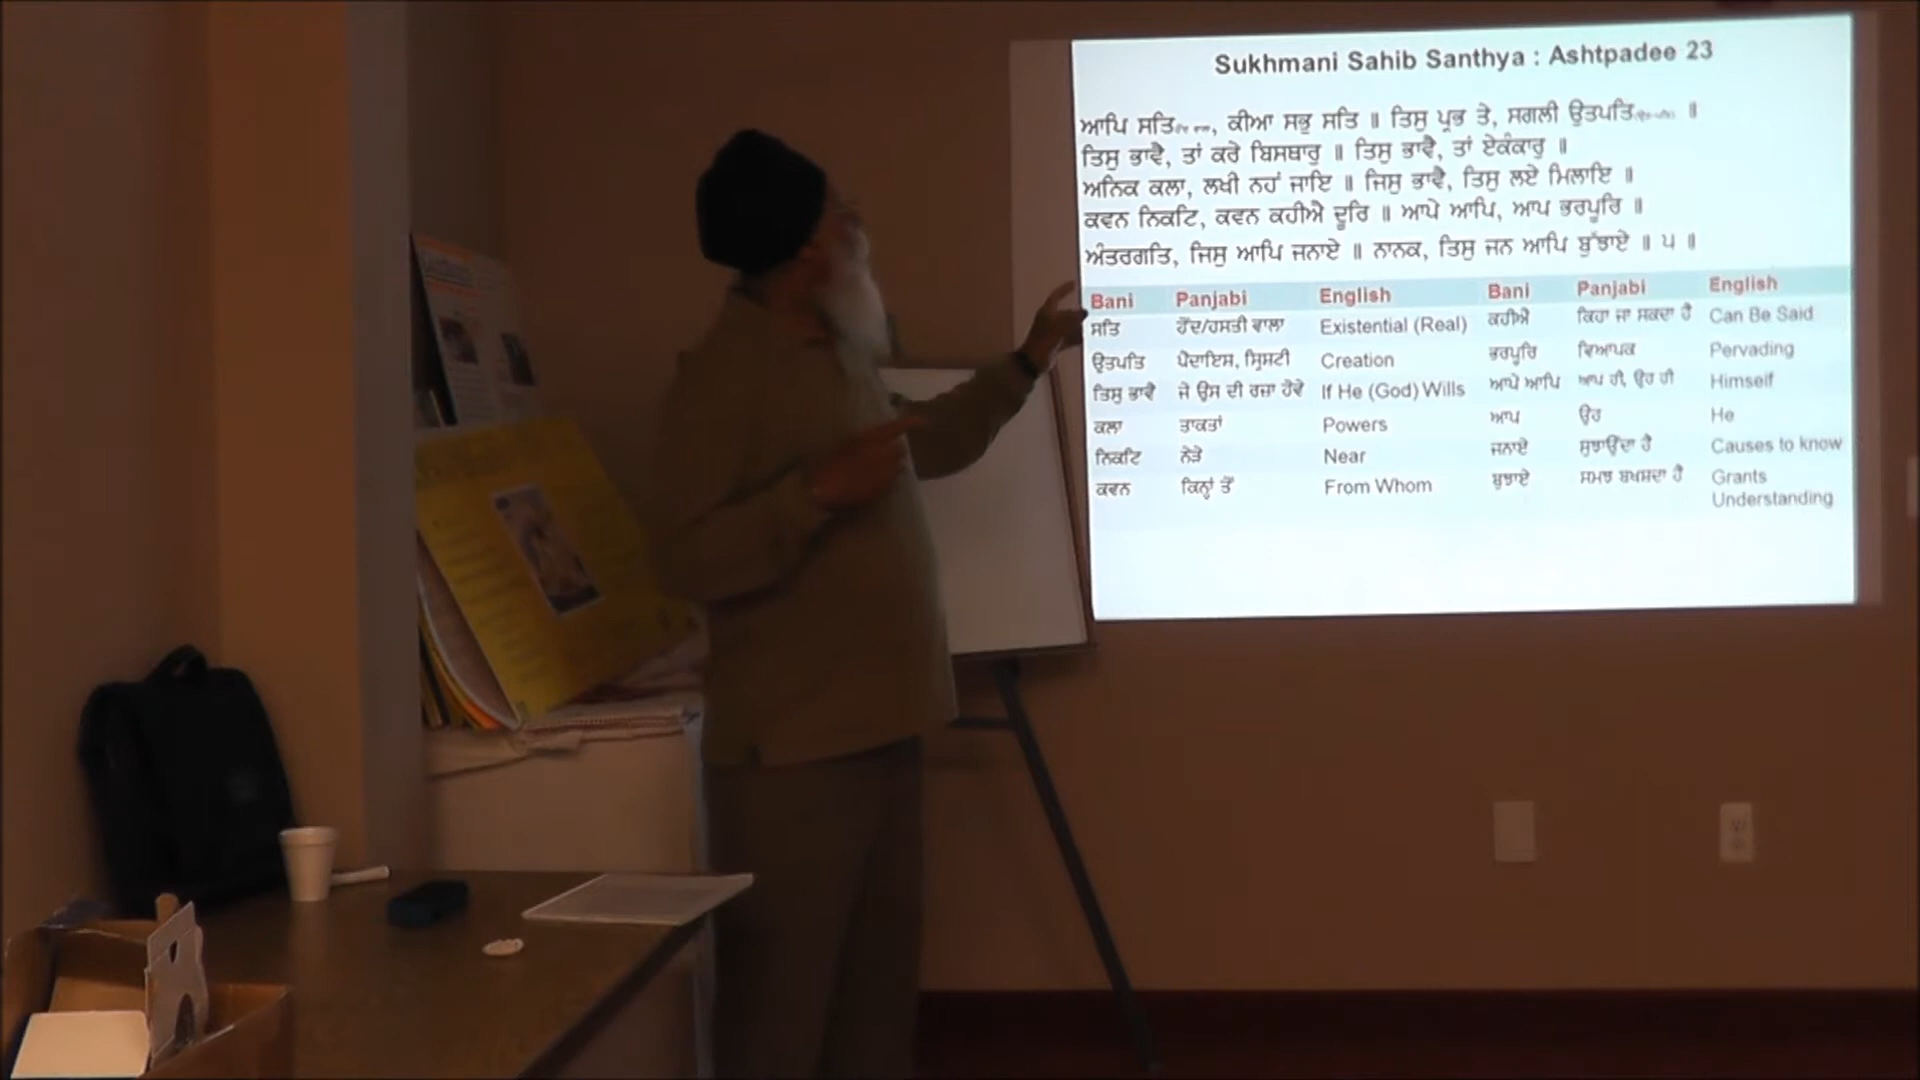 Sukhmani Sahib Santhya : Ashtpadee 23
ਆਪਿ ਸਤਿ, ਕੀਆ ਸਭੁ ਸਤਿ ॥ ਤਿਸੁ ਪ੍ਰਭ ਤੇ, ਸਗਲੀ ਉਤਪਤਿ ॥
ਤਿਸੁ ਭਾਵੈ, ਤਾਂ ਕਰੇ ਬਿਸਥਾਰੁ ॥ ਤਿਸੁ ਭਾਵੈ, ਤਾਂ ਏਕੰਕਾਰੁ ॥
ਅਨਿਕ ਕਲਾ, ਲਖੀ ਨਹਾਂ ਜਾਇ ॥ ਜਿਸੁ ਭਾਵੈ, ਤਿਸੁ ਲਏ ਮਿਲਾਇ ॥
ਕਵਨ ਨਿਕਟਿ, ਕਵਨ ਕਹੀਐ ਦੂਰਿ ॥ ਆਪੇ ਆਪਿ, ਆਪ ਭਰਪੂਰਿ ॥
ਅੰਤਰਗਤਿ, ਜਿਸੁ ਆਪਿ ਜਨਾਏ ॥ ਨਾਨਕ, ਤਿਸੁ ਜਨ ਆਪਿ ਬੁੱਝਾਏ ॥ ੫ ॥
Bani Panjabi English Bani Panjabi English
ਸਤਿ ਹੋਂਦ/ਹਸਤੀ ਵਾਲਾ Existential (Real) ਕਹੀਐ ਕਿਹਾ ਜਾ ਸਕਦਾ ਹੈ Can Be Said
ਉਤਪਤਿ ਪੈਦਾਇਸ, ਸ੍ਰਿਸਟੀ Creation ਭਰਪੂਰਿ ਵਿਆਪਕ Pervading
ਤਿਸੁ ਭਾਵੈ ਜੇ ਉਸ ਦੀ ਰਜ਼ਾ ਹੋਵੇ If He (God) Wills ਆਪੇ ਆਪਿ ਆਪ ਹੀ, ਉਹ ਹੀ Himself
ਕਲਾ ਤਾਕਤਾਂ Powers ਆਪ ਉਹ He
ਨਿਕਟਿ ਨੇੜੇ Near ਜਨਾਏ ਸੁਝਾਉਂਦਾ ਹੈ Causes to know
ਕਵਨ ਕਿਨ੍ਹਾਂ ਤੋਂ From Whom ਬੁਝਾਏ ਸਮਝ ਬਖਸਦਾ ਹੈ Grants
Understanding